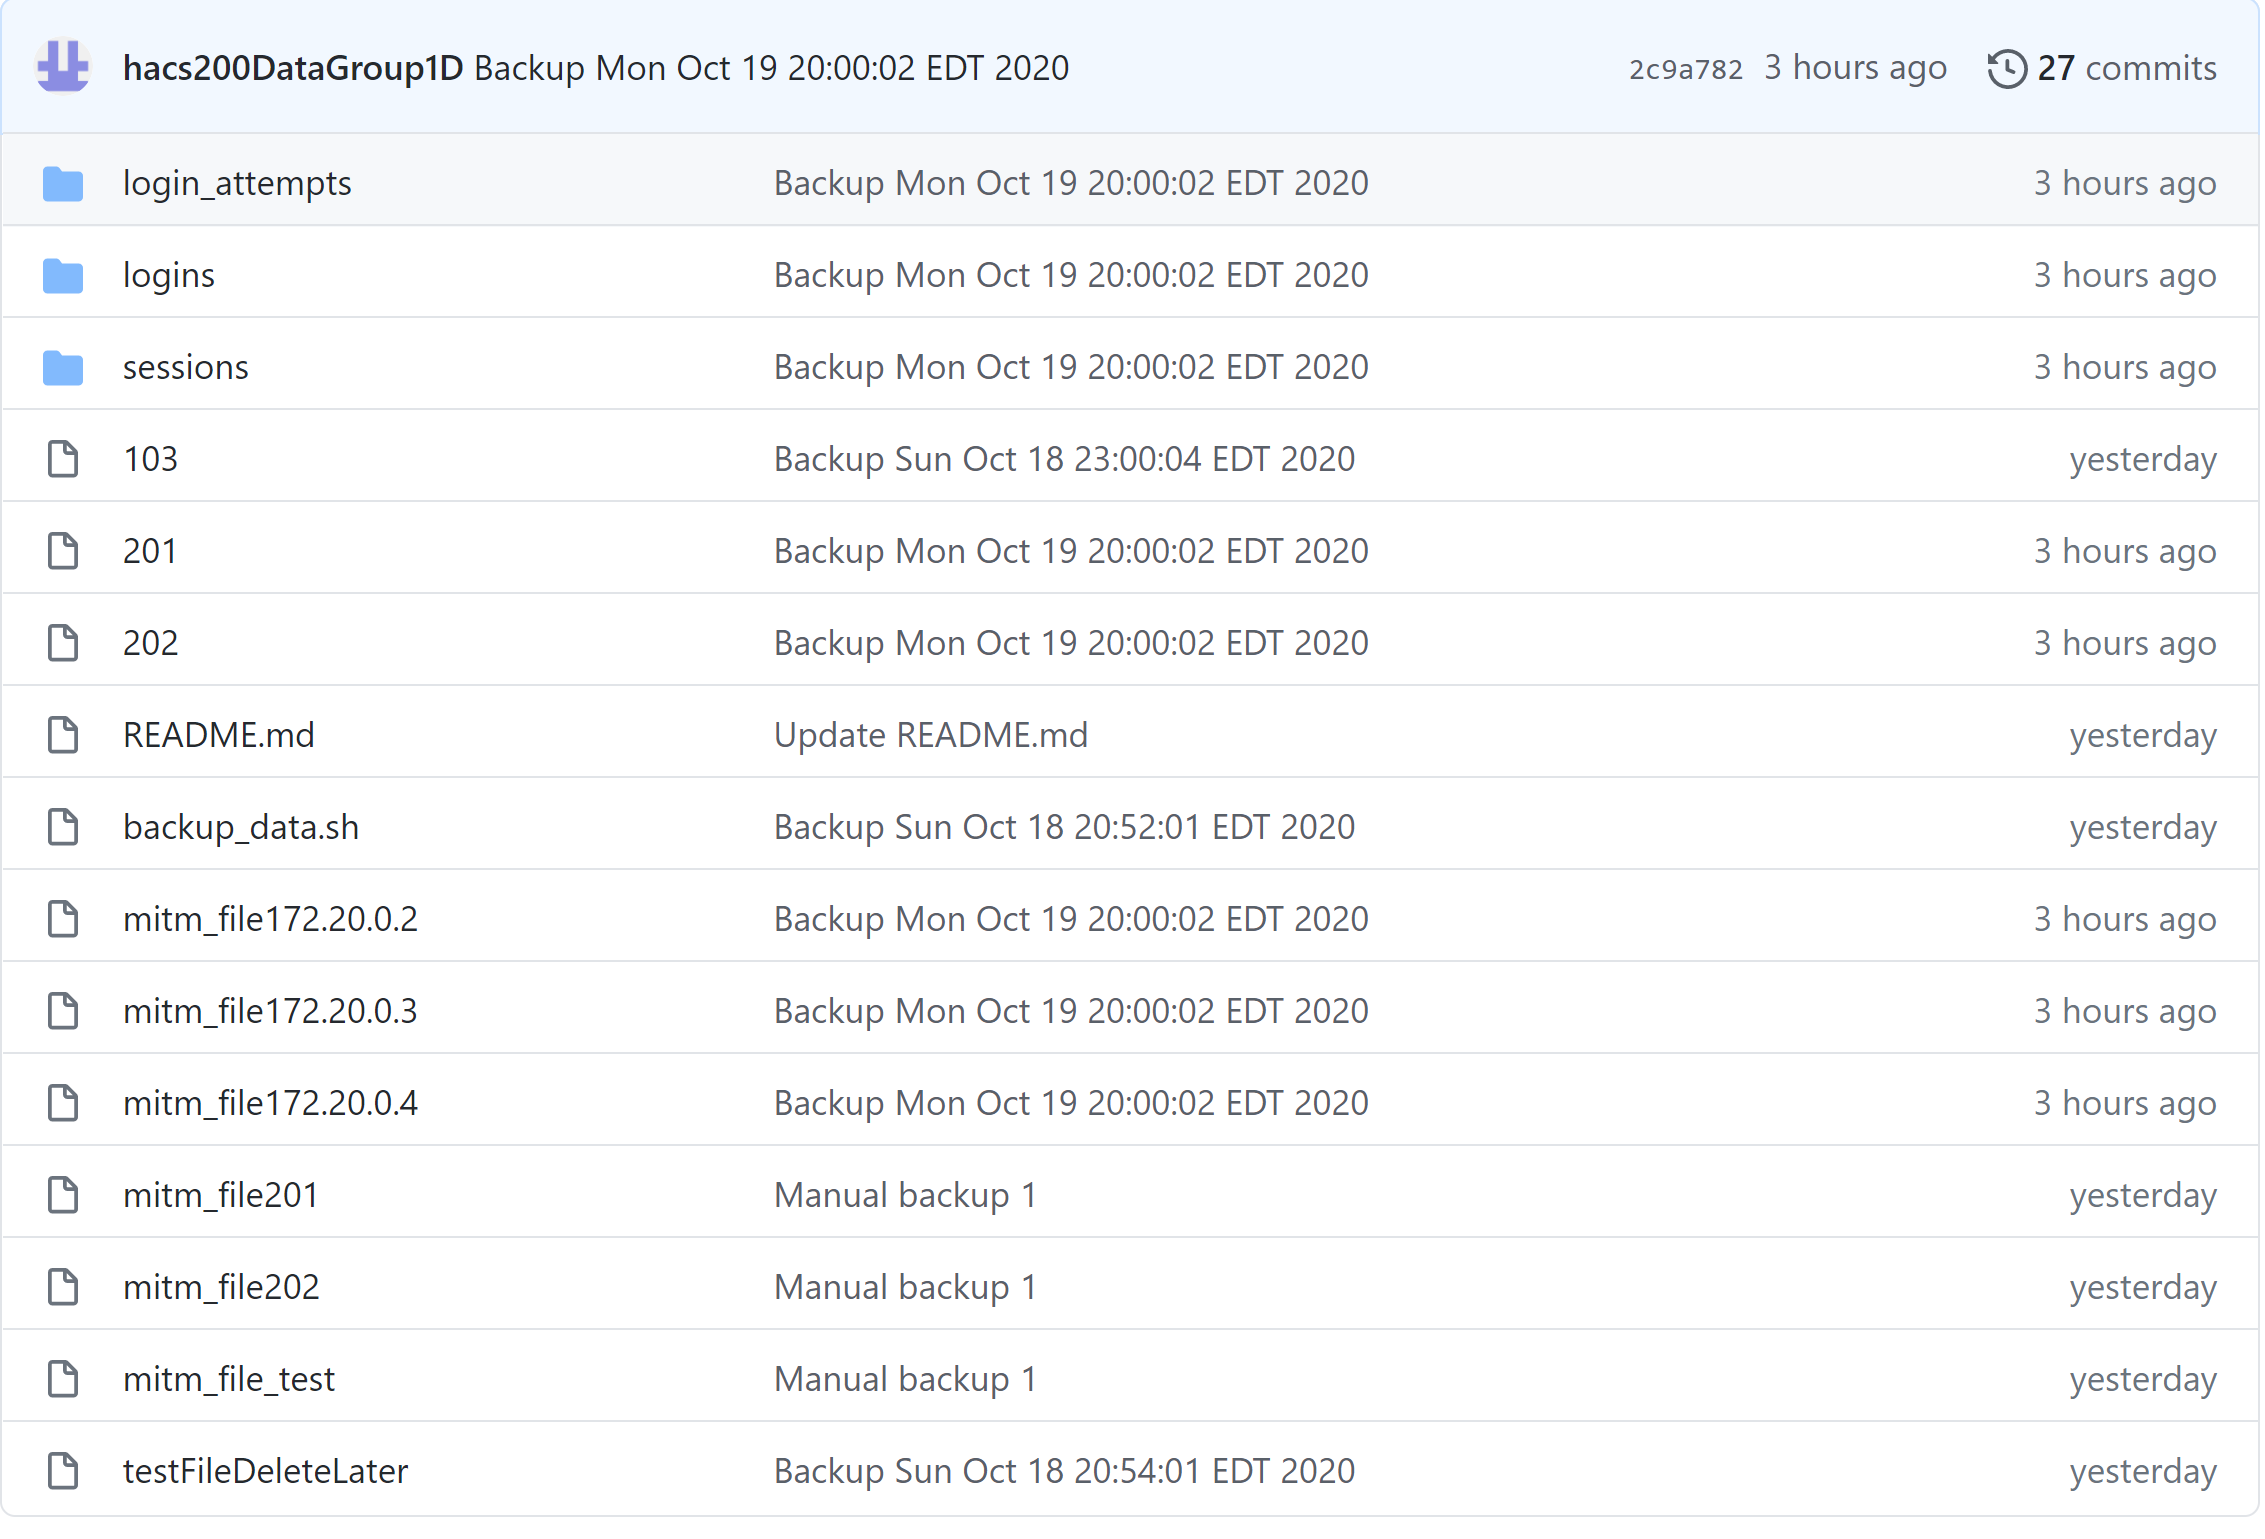 hacs200DataGroup1D Backup Mon Oct 19 20:00:02 EDT 2020 2c9a782 3 hours ago 27 commits
login_attempts Backup Mon Oct 19 20:00:02 EDT 2020 3 hours ago
logins Backup Mon Oct 19 20:00:02 EDT 2020 3 hours ago
sessions Backup Mon Oct 19 20:00:02 EDT 2020 3 hours ago
103 Backup Sun Oct 18 23:00:04 EDT 2020 yesterday
201 Backup Mon Oct 19 20:00:02 EDT 2020 3 hours ago
202 Backup Mon Oct 19 20:00:02 EDT 2020 3 hours ago
README.md Update README.md yesterday
backup_data.sh Backup Sun Oct 18 20:52:01 EDT 2020 yesterday
mitm_file172.20.0.2 Backup Mon Oct 19 20:00:02 EDT 2020 3 hours ago
mitm_file172.20.0.3 Backup Mon Oct 19 20:00:02 EDT 2020 3 hours ago
mitm_file172.20.0.4 Backup Mon Oct 19 20:00:02 EDT 2020 3 hours ago
mitm_file201 Manual backup 1 yesterday
mitm_file202 Manual backup 1 yesterday
mitm_file_test Manual backup 1 yesterday
testFileDeleteLater Backup Sun Oct 18 20:54:01 EDT 2020 yesterday